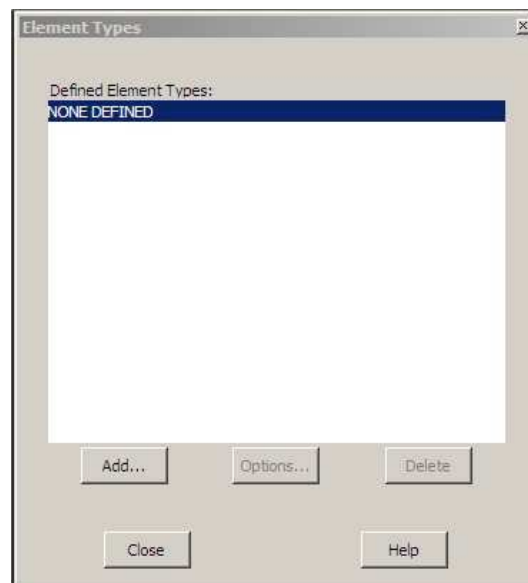 Element Types
Defined Element Types:
NONE DEFINED
Add... Options... Delete
Close Help